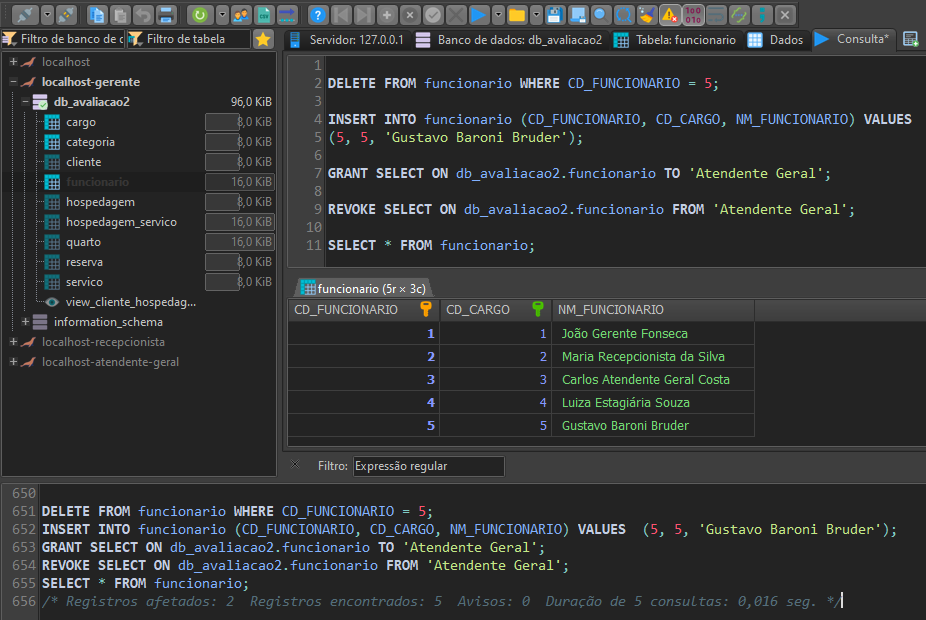 Filtro de banco de c
Filtro de tabela
Servidor: 127.0.0.1
Banco de dados: db_avaliacao2
Tabela: funcionario
Dados
Consulta*
localhost
localhost-gerente
db_avaliacao2 96,0 KiB
cargo 8,0 KiB
categoria 8,0 KiB
cliente 8,0 KiB
funcionario 16,0 KiB
hospedagem 8,0 KiB
hospedagem_servico 16,0 KiB
quarto 16,0 KiB
reserva 8,0 KiB
servico 8,0 KiB
view_cliente_hospedag...
information_schema
localhost-recepcionista
localhost-atendente-geral
1
2 DELETE FROM funcionario WHERE CD_FUNCIONARIO = 5;
3
4 INSERT INTO funcionario (CD_FUNCIONARIO, CD_CARGO, NM_FUNCIONARIO) VALUES
5 (5, 5, 'Gustavo Baroni Bruder');
6
7 GRANT SELECT ON db_avaliacao2.funcionario TO 'Atendente Geral';
8
9 REVOKE SELECT ON db_avaliacao2.funcionario FROM 'Atendente Geral';
10
11 SELECT * FROM funcionario;
funcionario (5r × 3c)
CD_FUNCIONARIO CD_CARGO NM_FUNCIONARIO
1 1 João Gerente Fonseca
2 2 Maria Recepcionista da Silva
3 3 Carlos Atendente Geral Costa
4 4 Luiza Estagiária Souza
5 5 Gustavo Baroni Bruder
Filtro: Expressão regular
650
651 DELETE FROM funcionario WHERE CD_FUNCIONARIO = 5;
652 INSERT INTO funcionario (CD_FUNCIONARIO, CD_CARGO, NM_FUNCIONARIO) VALUES  (5, 5, 'Gustavo Baroni Bruder');
653 GRANT SELECT ON db_avaliacao2.funcionario TO 'Atendente Geral';
654 REVOKE SELECT ON db_avaliacao2.funcionario FROM 'Atendente Geral';
655 SELECT * FROM funcionario;
656 /* Registros afetados: 2  Registros encontrados: 5  Avisos: 0  Duração de 5 consultas: 0,016 seg. */